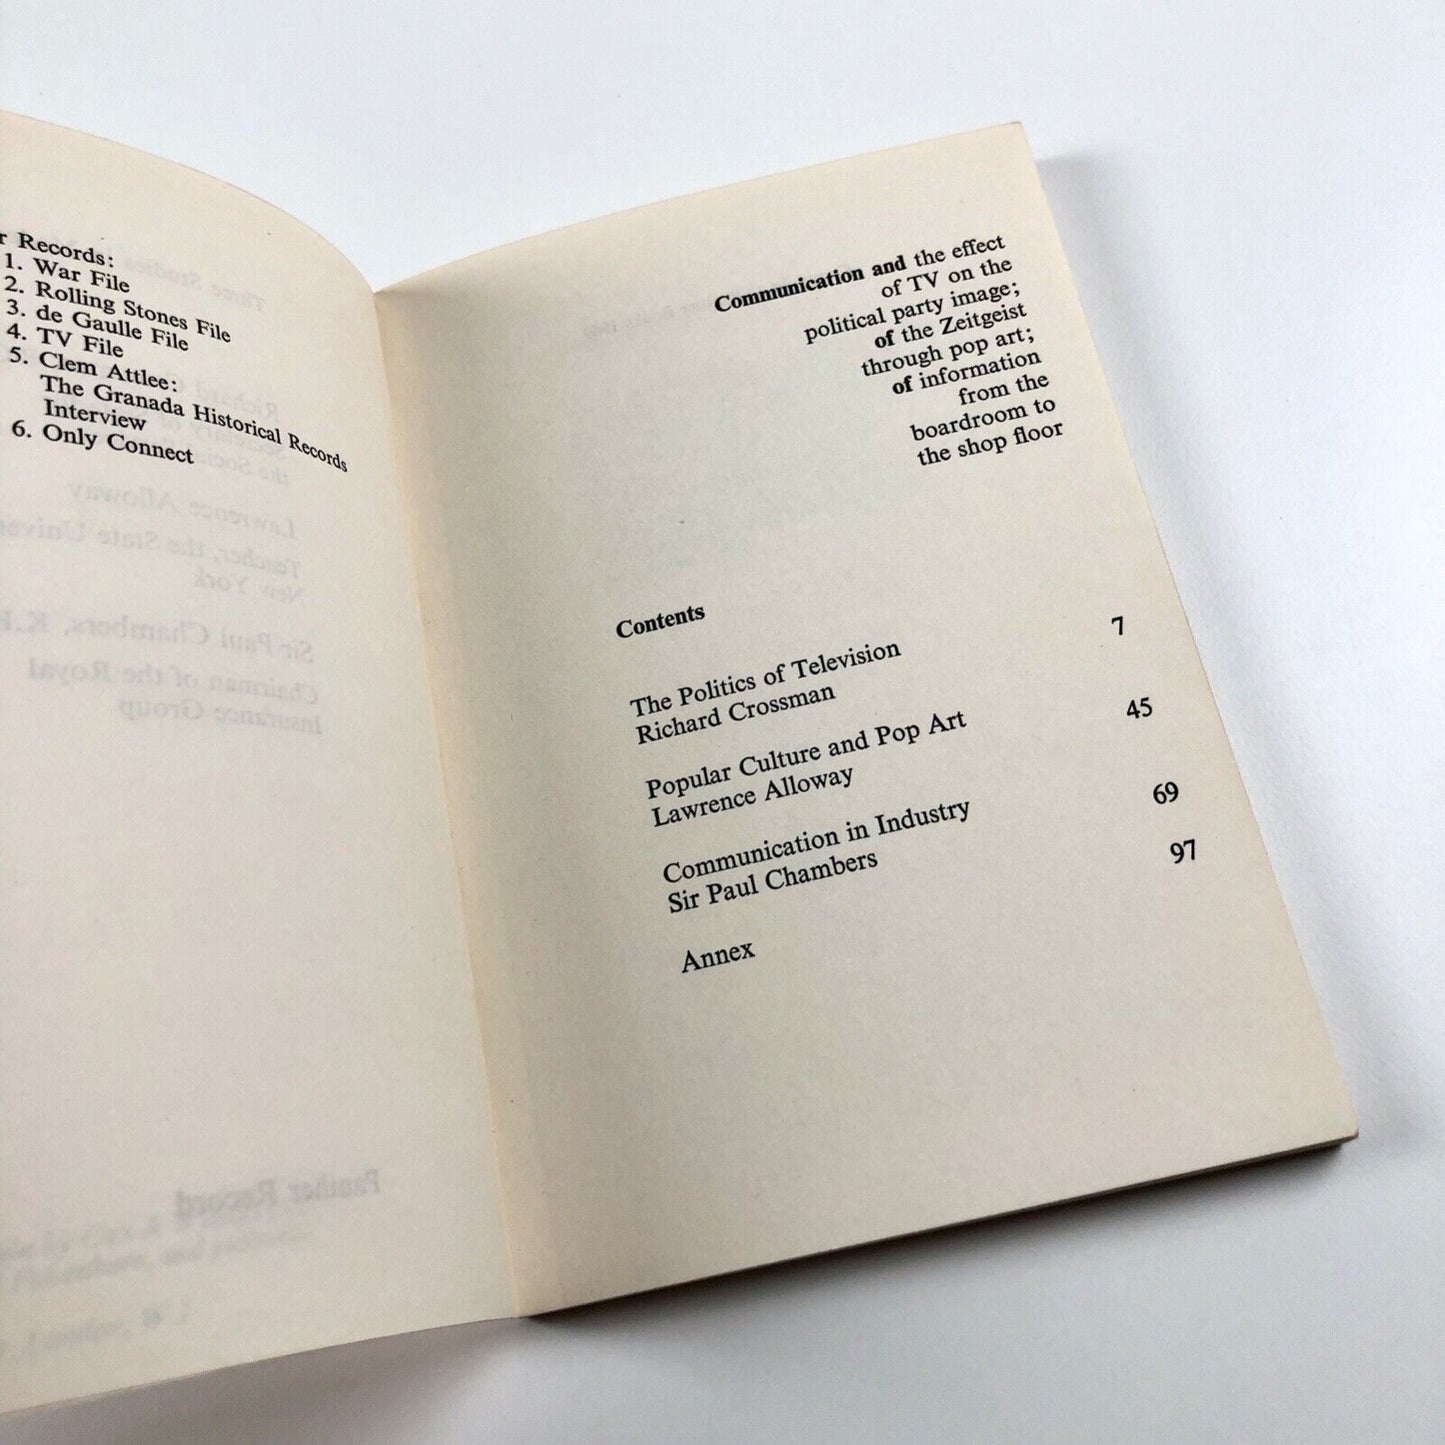 r Records:
1. War File
2. Rolling Stones File
3. de Gaulle File
4. TV File
5. Clem Attlee:
The Granada Historical Records
Interview
6. Only Connect
Communication and the effect
of TV on the
political party image;
of the Zeitgeist
through pop art;
of information
from the
boardroom to
the shop floor
Contents
The Politics of Television 7
Richard Crossman
Popular Culture and Pop Art 45
Lawrence Alloway
Communication in Industry 69
Sir Paul Chambers
Annex 97